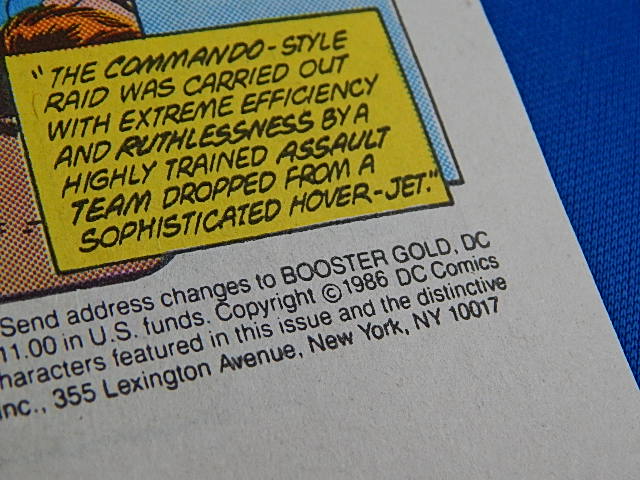 "THE COMMANDO-STYLE
RAID WAS CARRIED OUT
WITH EXTREME EFFICIENCY
AND RUTHLESSNESS BY A
HIGHLY TRAINED ASSAULT
TEAM DROPPED FROM A
SOPHISTICATED HOVER-JET."
Send address changes to BOOSTER GOLD, DC
11.00 in U.S. funds. Copyright ©1986 DC Comics
haracters featured in this issue and the distinctive
Inc., 355 Lexington Avenue, New York, NY 10017